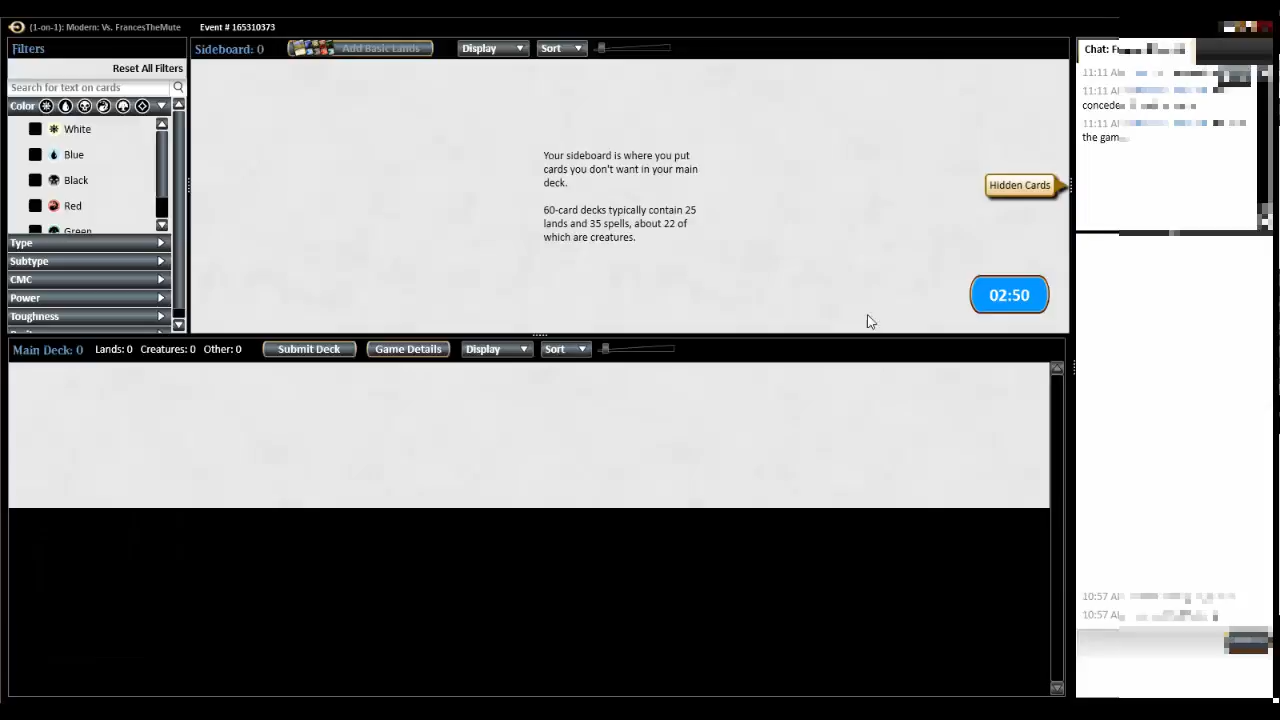 (1-on-1): Modern: Vs. FrancesTheMute Event # 165310373
Filters
Sideboard: 0 Add Basic Lands Display Sort
Chat:
Reset All Filters
Search for text on cards
Color
White
Blue
Black
Red
Green
Type
Subtype
CMC
Power
Toughness
Your sideboard is where you put
cards you don't want in your main
deck.
60-card decks typically contain 25
lands and 35 spells, about 22 of
which are creatures.
Hidden Cards
02:50
11:11
11:11
concede
11:11
the gam
Main Deck: 0 Lands: 0 Creatures: 0 Other: 0 Submit Deck Game Details Display Sort
10:57
10:57